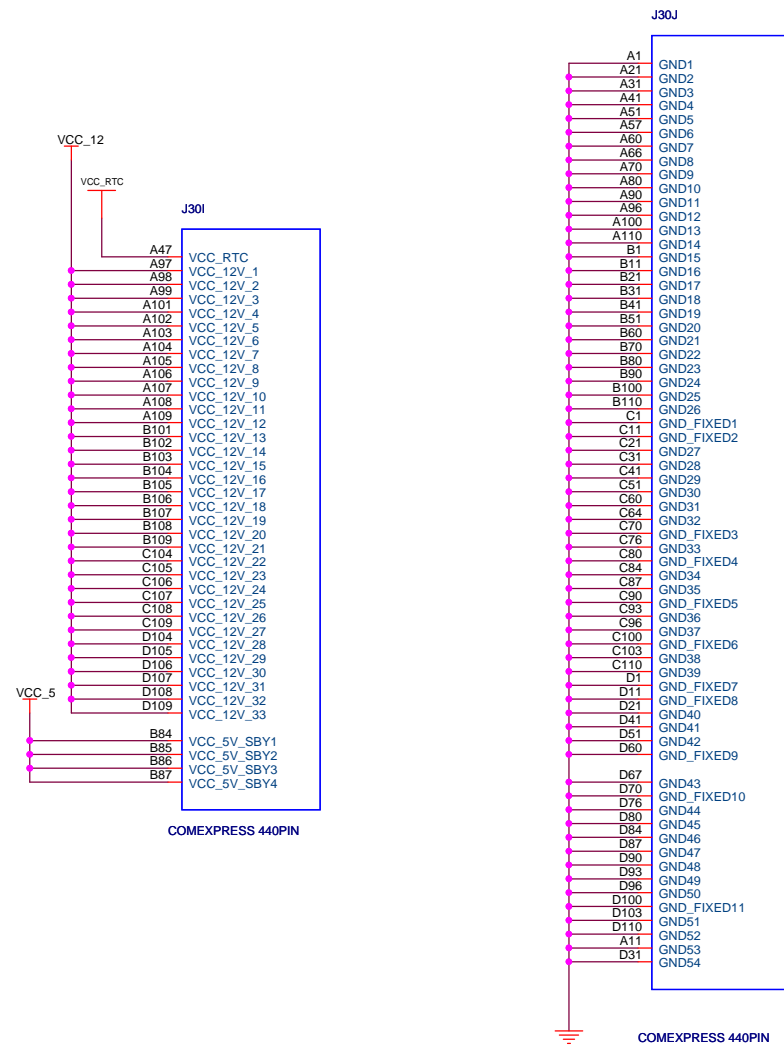 J30J
VCC_12
VCC_RTC
J30I
A47 VCC_RTC
A97 VCC_12V_1
A98 VCC_12V_2
A99 VCC_12V_3
A101 VCC_12V_4
A102 VCC_12V_5
A103 VCC_12V_6
A104 VCC_12V_7
A105 VCC_12V_8
A106 VCC_12V_9
A107 VCC_12V_10
A108 VCC_12V_11
A109 VCC_12V_12
B101 VCC_12V_13
B102 VCC_12V_14
B103 VCC_12V_15
B104 VCC_12V_16
B105 VCC_12V_17
B106 VCC_12V_18
B107 VCC_12V_19
B108 VCC_12V_20
B109 VCC_12V_21
C104 VCC_12V_22
C105 VCC_12V_23
C106 VCC_12V_24
C107 VCC_12V_25
C108 VCC_12V_26
C109 VCC_12V_27
D104 VCC_12V_28
D105 VCC_12V_29
D106 VCC_12V_30
D107 VCC_12V_31
D108 VCC_12V_32
D109 VCC_12V_33
VCC_5
B84 VCC_5V_SBY1
B85 VCC_5V_SBY2
B86 VCC_5V_SBY3
B87 VCC_5V_SBY4
COMEXPRESS 440PIN
A1 GND1
A21 GND2
A31 GND3
A41 GND4
A51 GND5
A57 GND6
A60 GND7
A66 GND8
A70 GND9
A80 GND10
A90 GND11
A96 GND12
A100 GND13
A110 GND14
B1 GND15
B11 GND16
B21 GND17
B31 GND18
B41 GND19
B51 GND20
B60 GND21
B70 GND22
B80 GND23
B90 GND24
B100 GND25
B110 GND26
C1 GND_FIXED1
C11 GND_FIXED2
C21 GND27
C31 GND28
C41 GND29
C51 GND30
C60 GND31
C64 GND32
C70 GND_FIXED3
C76 GND33
C80 GND_FIXED4
C84 GND34
C87 GND35
C90 GND_FIXED5
C93 GND36
C96 GND37
C100 GND_FIXED6
C103 GND38
C110 GND39
D1 GND_FIXED7
D11 GND_FIXED8
D21 GND40
D41 GND41
D51 GND42
D60 GND_FIXED9
D67 GND43
D70 GND_FIXED10
D76 GND44
D80 GND45
D84 GND46
D87 GND47
D90 GND48
D93 GND49
D96 GND50
D100 GND_FIXED11
D103 GND51
D110 GND52
A11 GND53
D31 GND54
COMEXPRESS 440PIN